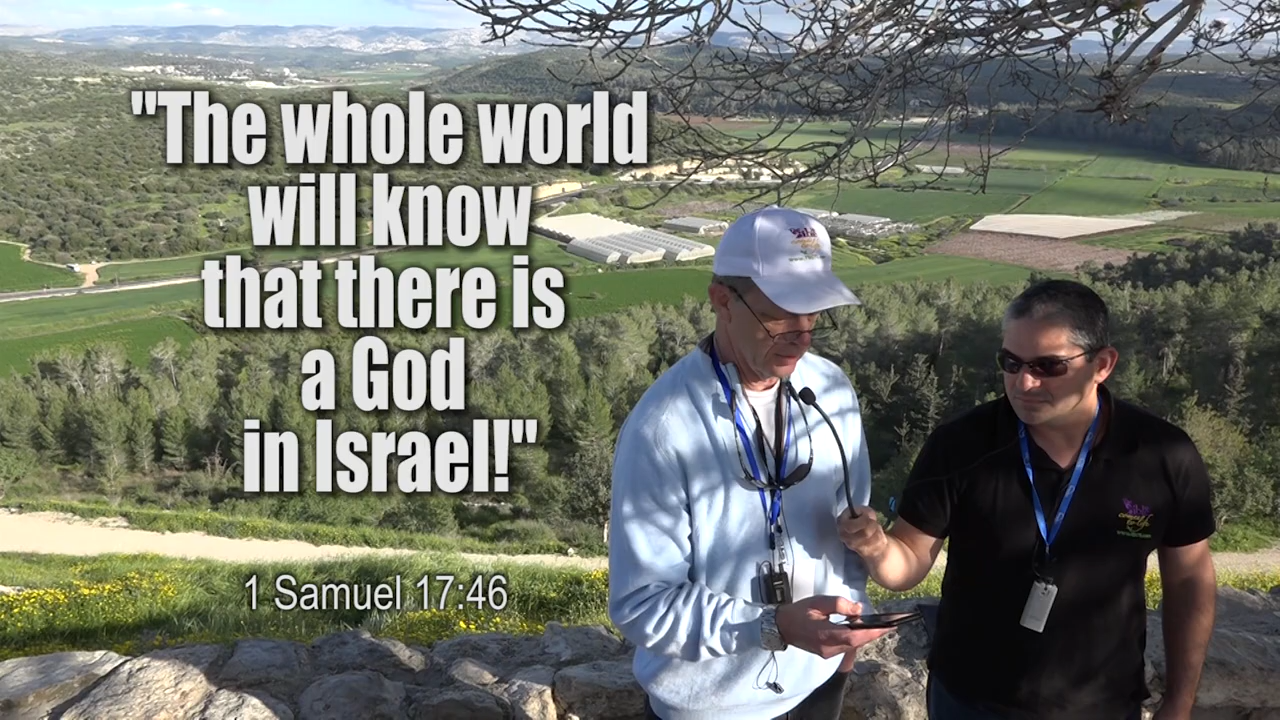 "The whole world
will know
that there is
a God
in Israel!"
1 Samuel 17:46